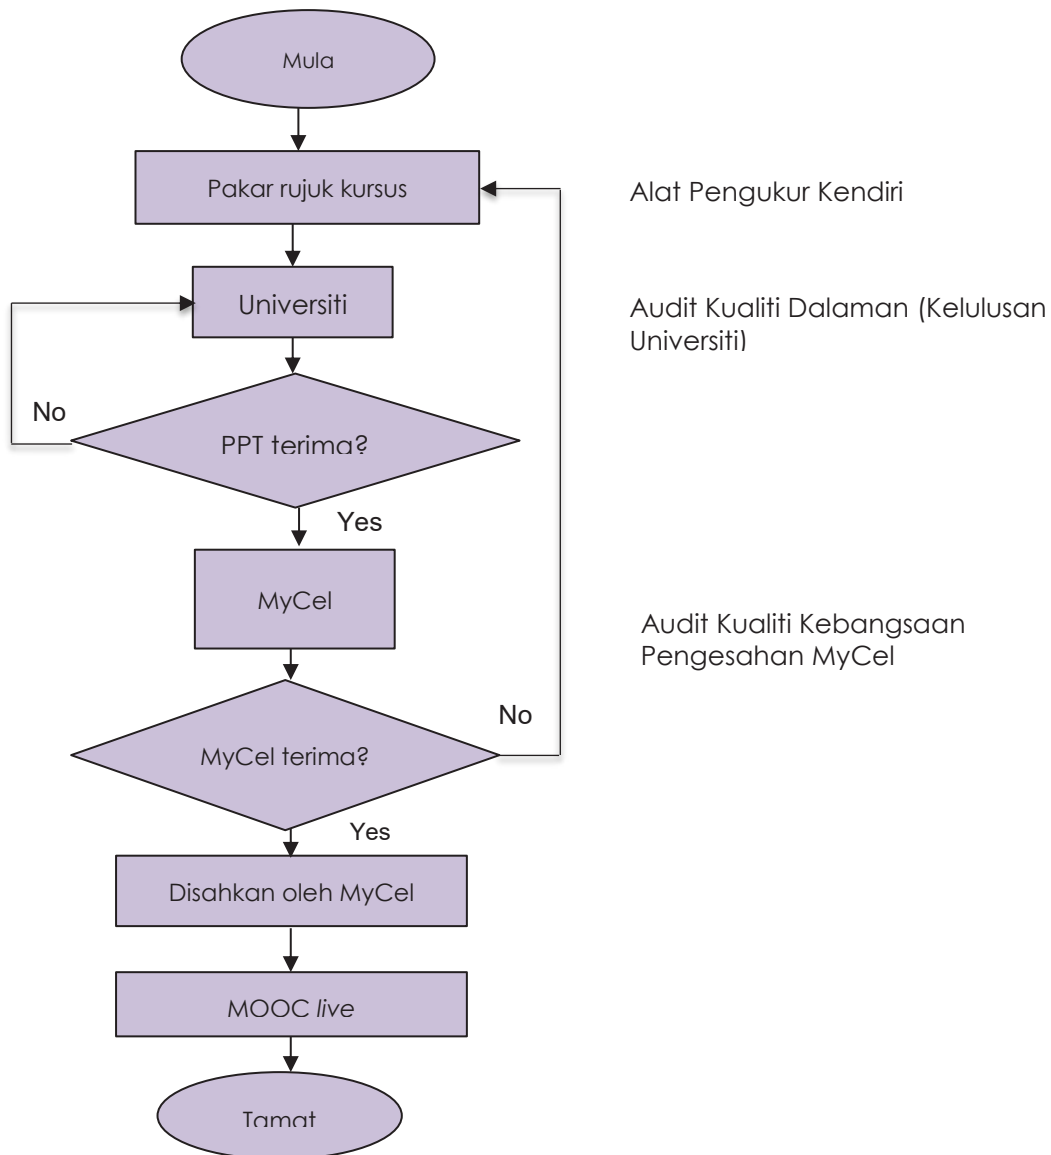 Mula
Pakar rujuk kursus
Alat Pengukur Kendiri
Universiti
Audit Kualiti Dalaman (Kelulusan
Universiti)
No
PPT terima?
Yes
MyCel
Audit Kualiti Kebangsaan
Pengesahan MyCel
No
MyCel terima?
Yes
Disahkan oleh MyCel
MOOC live
Tamat